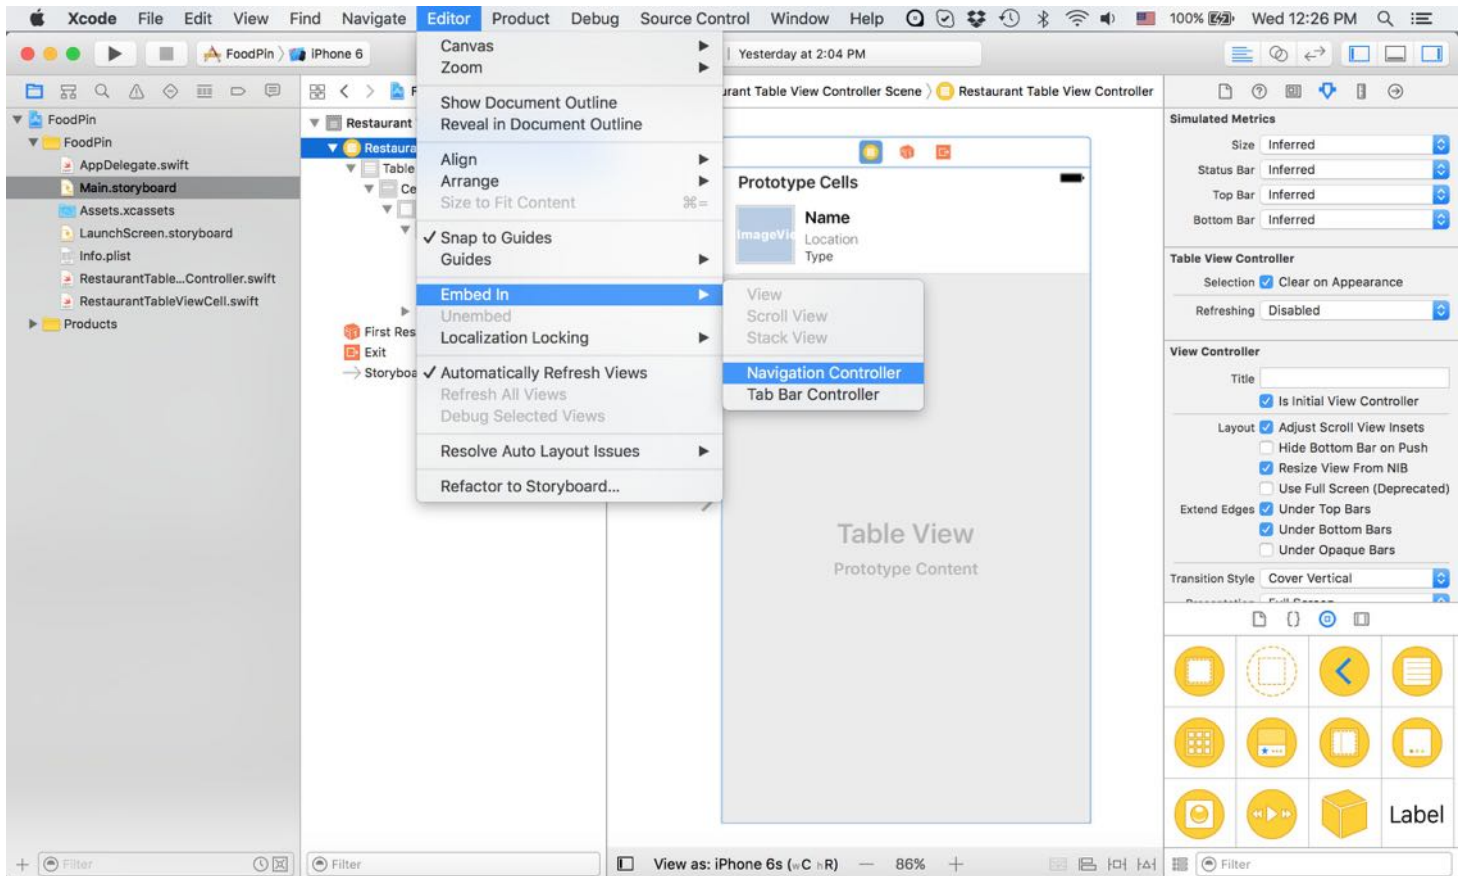 Xcode File Edit View Find Navigate Editor Product Debug Source Control Window Help 100% Wed 12:26 PM
FoodPin iPhone 6
Yesterday at 2:04 PM
FoodPin
FoodPin
AppDelegate.swift
Main.storyboard
Assets.xcassets
LaunchScreen.storyboard
Info.plist
RestaurantTable...Controller.swift
RestaurantTableViewCell.swift
Products
Filter
Restaurant
Restaura
Table
Ce
First Res
Exit
Storyboa
Filter
Canvas
Zoom
Show Document Outline
Reveal in Document Outline
Align
Arrange
Size to Fit Content ⌘=
✓ Snap to Guides
Guides
Embed In
Unembed
Localization Locking
✓ Automatically Refresh Views
Refresh All Views
Debug Selected Views
Resolve Auto Layout Issues
Refactor to Storyboard...
View
Scroll View
Stack View
Navigation Controller
Tab Bar Controller
urant Table View Controller Scene Restaurant Table View Controller
Prototype Cells
ImageVie
Name
Location
Type
Table View
Prototype Content
View as: iPhone 6s (wC hR) — 86% +
Simulated Metrics
Size Inferred
Status Bar Inferred
Top Bar Inferred
Bottom Bar Inferred
Table View Controller
Selection Clear on Appearance
Refreshing Disabled
View Controller
Title
Is Initial View Controller
Layout Adjust Scroll View Insets
Hide Bottom Bar on Push
Resize View From NIB
Use Full Screen (Deprecated)
Extend Edges Under Top Bars
Under Bottom Bars
Under Opaque Bars
Transition Style Cover Vertical
{}
Label
Filter